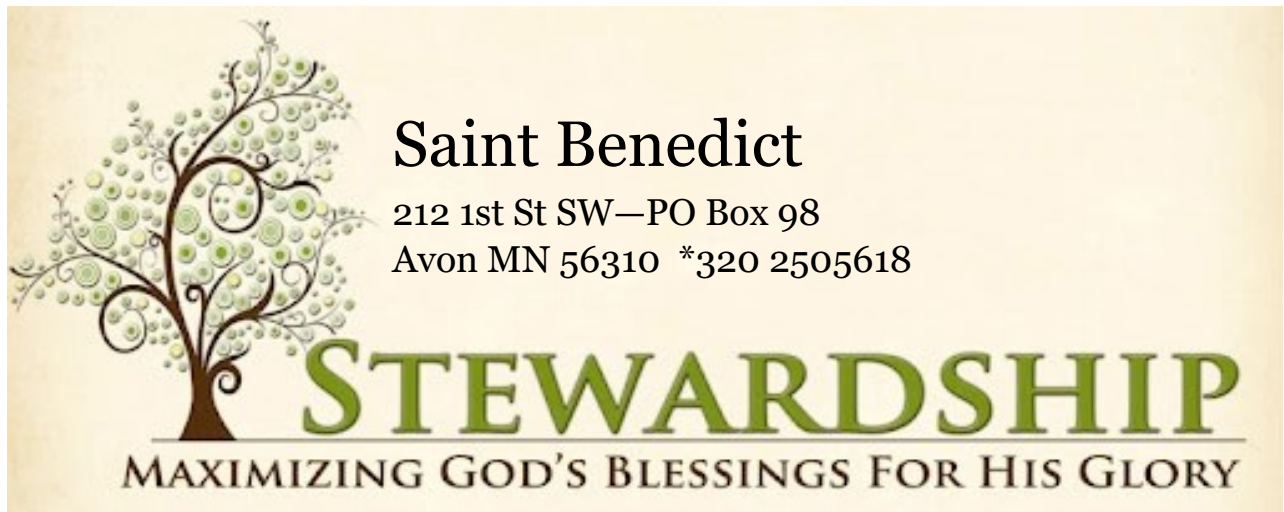 Saint Benedict
212 1st St SW—PO Box 98
Avon MN 56310 *320 2505618
STEWARDSHIP
MAXIMIZING GOD'S BLESSINGS FOR HIS GLORY